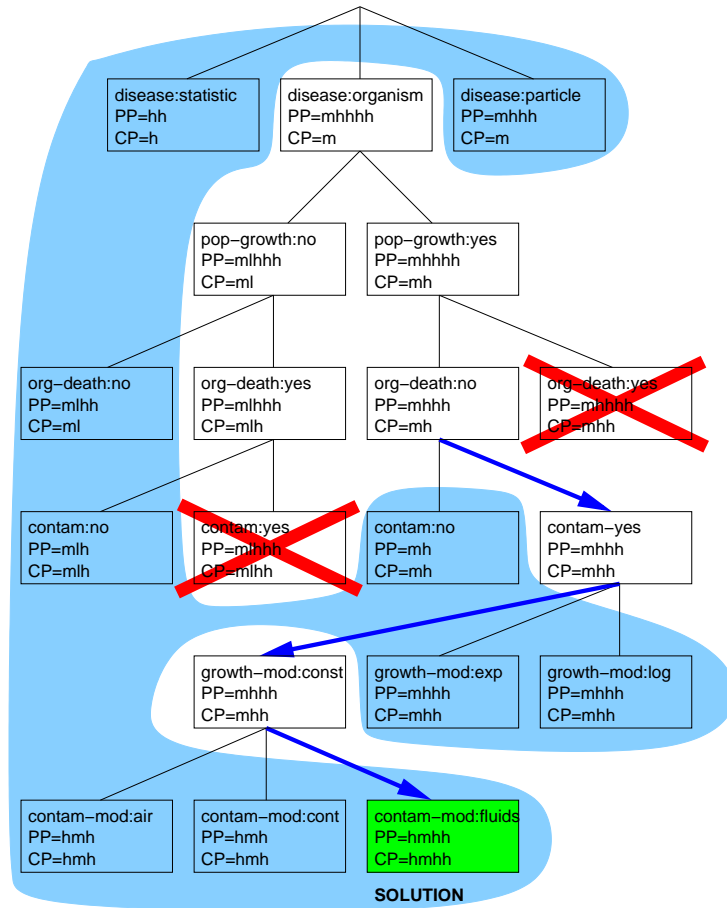 disease:statistic
PP=hh
CP=h
disease:organism
PP=mhhhh
CP=m
disease:particle
PP=mhhh
CP=m
pop-growth:no
PP=mlhhh
CP=ml
pop-growth:yes
PP=mhhhh
CP=mh
org-death:no
PP=mlhh
CP=ml
org-death:yes
PP=mlhhh
CP=mlh
org-death:no
PP=mhhh
CP=mh
org-death:yes
PP=mhhhh
CP=mhh
contam:no
PP=mlh
CP=mlh
contam:yes
PP=mlhhh
CP=mlhh
contam:no
PP=mh
CP=mh
contam-yes
PP=mhhh
CP=mhh
growth-mod:const
PP=mhhh
CP=mhh
growth-mod:exp
PP=mhhh
CP=mhh
growth-mod:log
PP=mhhh
CP=mhh
contam-mod:air
PP=hmh
CP=hmh
contam-mod:cont
PP=hmh
CP=hmh
contam-mod:fluids
PP=hmhh
CP=hmhh
SOLUTION